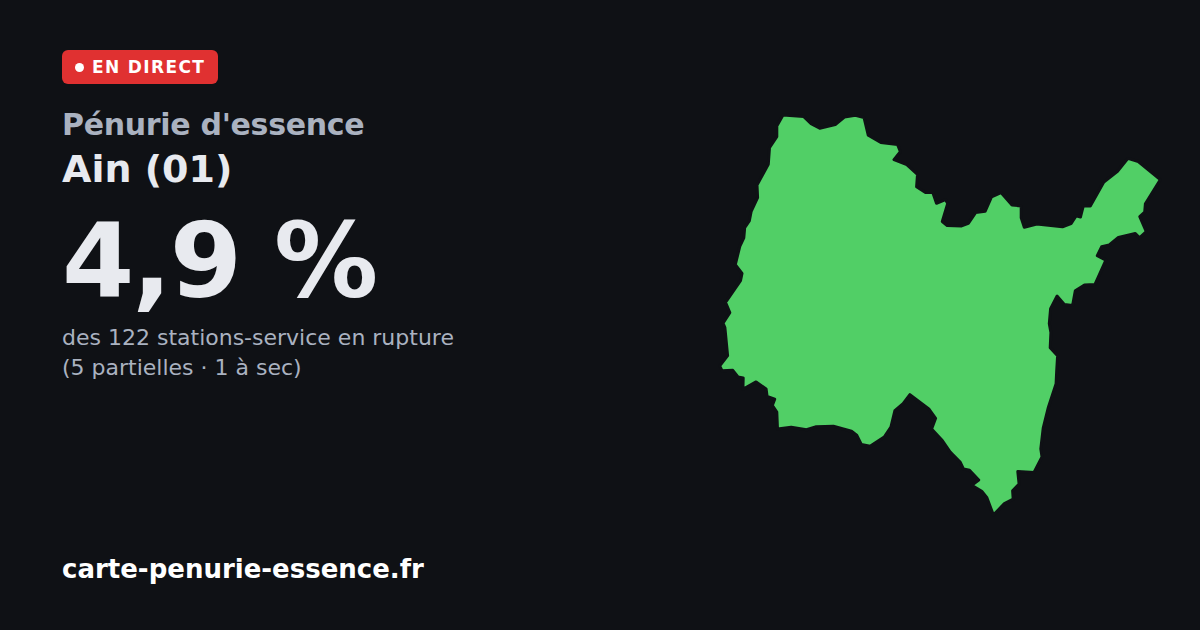 EN DIRECT
Pénurie d'essence
Ain (01)
4,9 %
des 122 stations-service en rupture
(5 partielles · 1 à sec)
carte-penurie-essence.fr